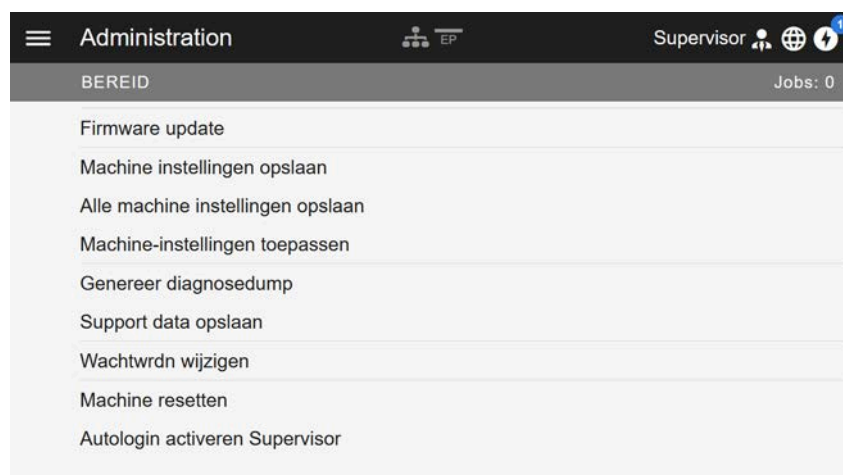 Administration EP Supervisor 1
BEREID Jobs: 0
Firmware update
Machine instellingen opslaan
Alle machine instellingen opslaan
Machine-instellingen toepassen
Genereer diagnosedump
Support data opslaan
Wachtwrdn wijzigen
Machine resetten
Autologin activeren Supervisor